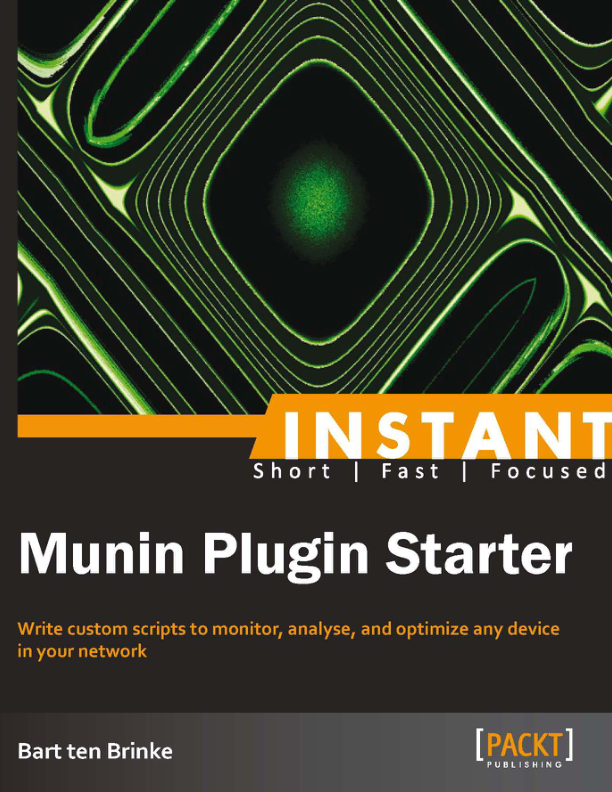 INSTANT
Short | Fast | Focused
Munin Plugin Starter
Write custom scripts to monitor, analyse, and optimize any device
in your network
Bart ten Brinke
[PACKT]
PUBLISHING